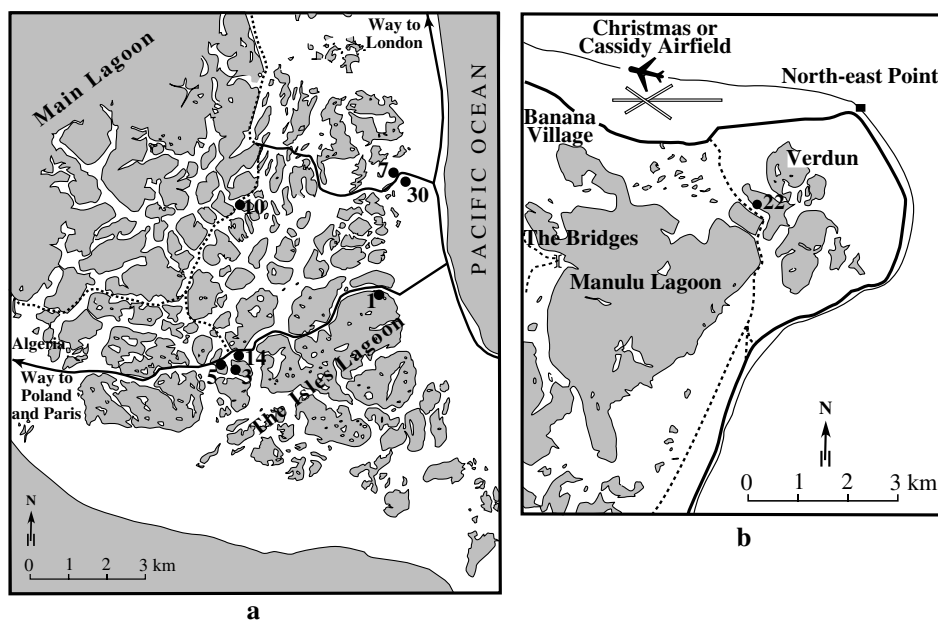 Way to
London
Main Lagoon
PACIFIC OCEAN
7
30
10
1
The Isles Lagoon
Algeria
14
5
3
Way to
Poland
and Paris
N
0 1 2 3 km
a
Christmas or
Cassidy Airfield
North-east Point
Banana
Village
Verdun
22
The Bridges
Manulu Lagoon
N
0 1 2 3 km
b